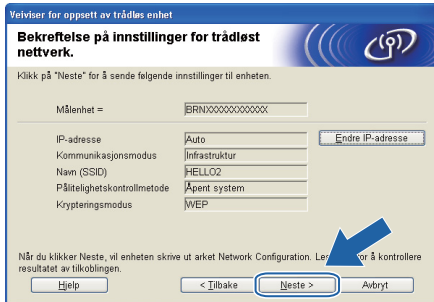 Veiviser for oppsett av trådløs enhet
Bekreftelse på innstillinger for trådløst
nettverk.
Klikk på "Neste" for å sende følgende innstillinger til enheten.
Målenhet = BRNXXXXXXXXXXXX
IP-adresse Auto Endre IP-adresse
Kommunikasjonsmodus Infrastruktur
Navn (SSID) HELLO2
Pålitelighetskontrollmetode Åpent system
Krypteringsmodus WEP
Når du klikker Neste, vil enheten skrive ut arket Network Configuration. for å kontrollere
resultatet av tilkoblingen.
Hjelp < Tilbake Neste > Avbryt